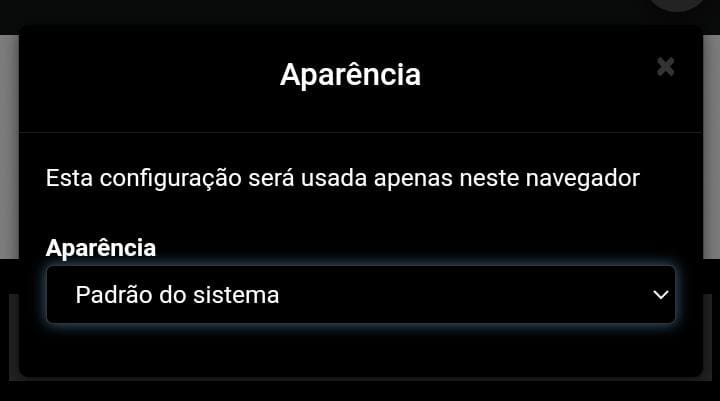 Aparência
Esta configuração será usada apenas neste navegador
Aparência
Padrão do sistema